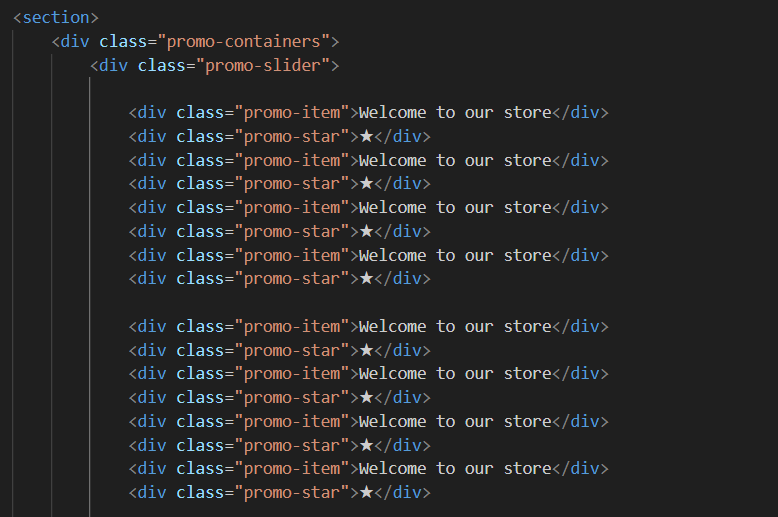 <section>
<div class="promo-containers">
<div class="promo-slider">
<div class="promo-item">Welcome to our store</div>
<div class="promo-star">★</div>
<div class="promo-item">Welcome to our store</div>
<div class="promo-star">★</div>
<div class="promo-item">Welcome to our store</div>
<div class="promo-star">★</div>
<div class="promo-item">Welcome to our store</div>
<div class="promo-star">★</div>
<div class="promo-item">Welcome to our store</div>
<div class="promo-star">★</div>
<div class="promo-item">Welcome to our store</div>
<div class="promo-star">★</div>
<div class="promo-item">Welcome to our store</div>
<div class="promo-star">★</div>
<div class="promo-item">Welcome to our store</div>
<div class="promo-star">★</div>